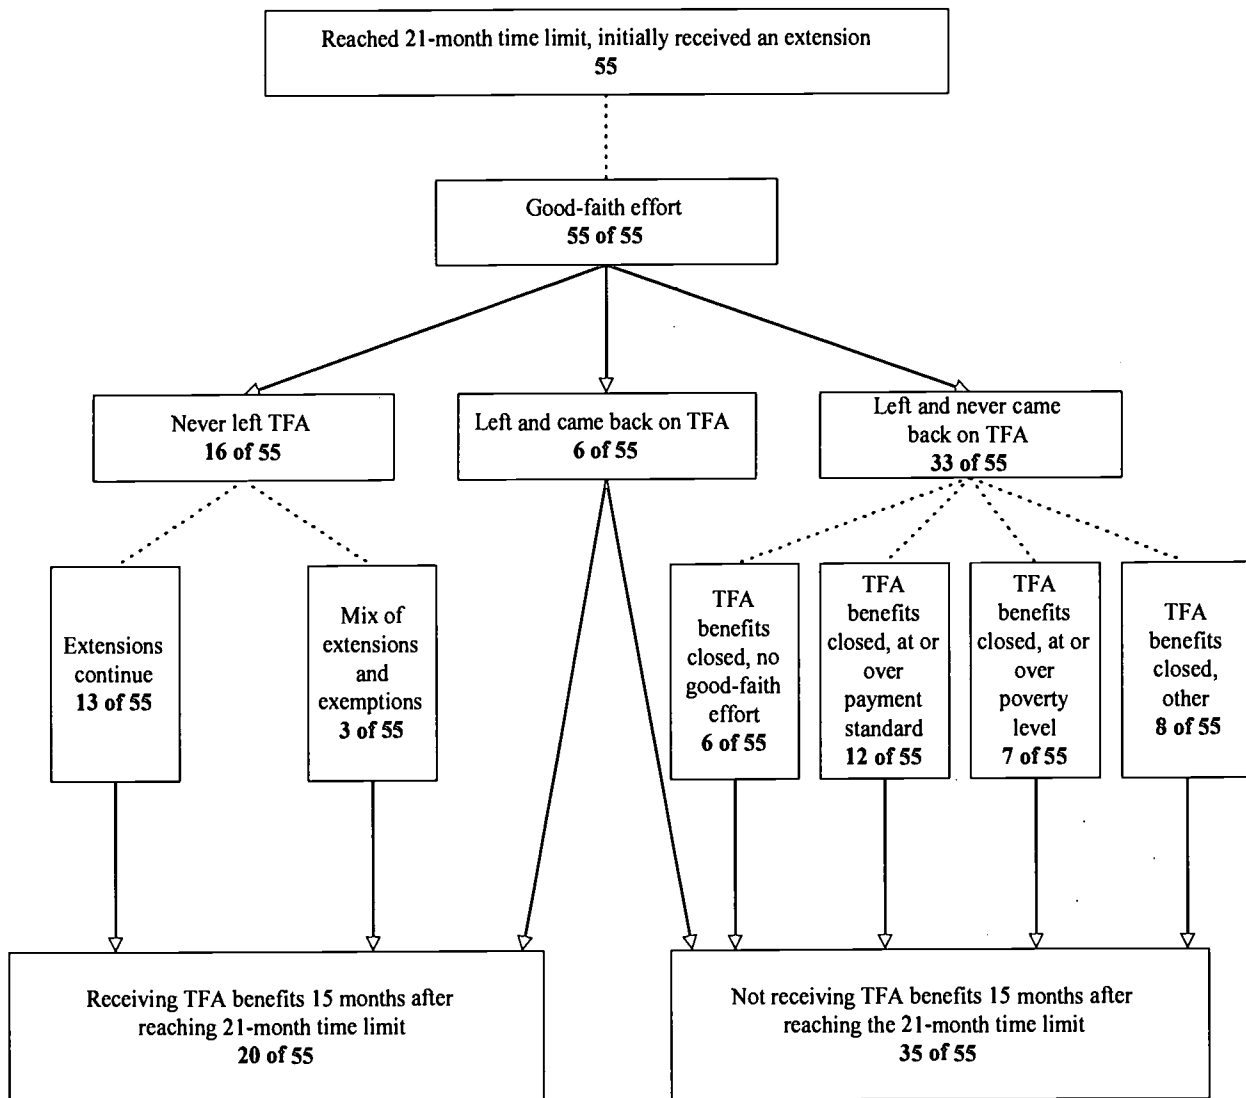 Reached 21-month time limit, initially received an extension
55
Good-faith effort
55 of 55
Never left TFA
16 of 55
Left and came back on TFA
6 of 55
Left and never came
back on TFA
33 of 55
Extensions
continue
13 of 55
Mix of
extensions
and
exemptions
3 of 55
TFA
benefits
closed, no
good-faith
effort
6 of 55
TFA
benefits
closed, at or
over
payment
standard
12 of 55
TFA
benefits
closed, at or
over
poverty
level
7 of 55
TFA
benefits
closed,
other
8 of 55
Receiving TFA benefits 15 months after
reaching 21-month time limit
20 of 55
Not receiving TFA benefits 15 months after
reaching the 21-month time limit
35 of 55